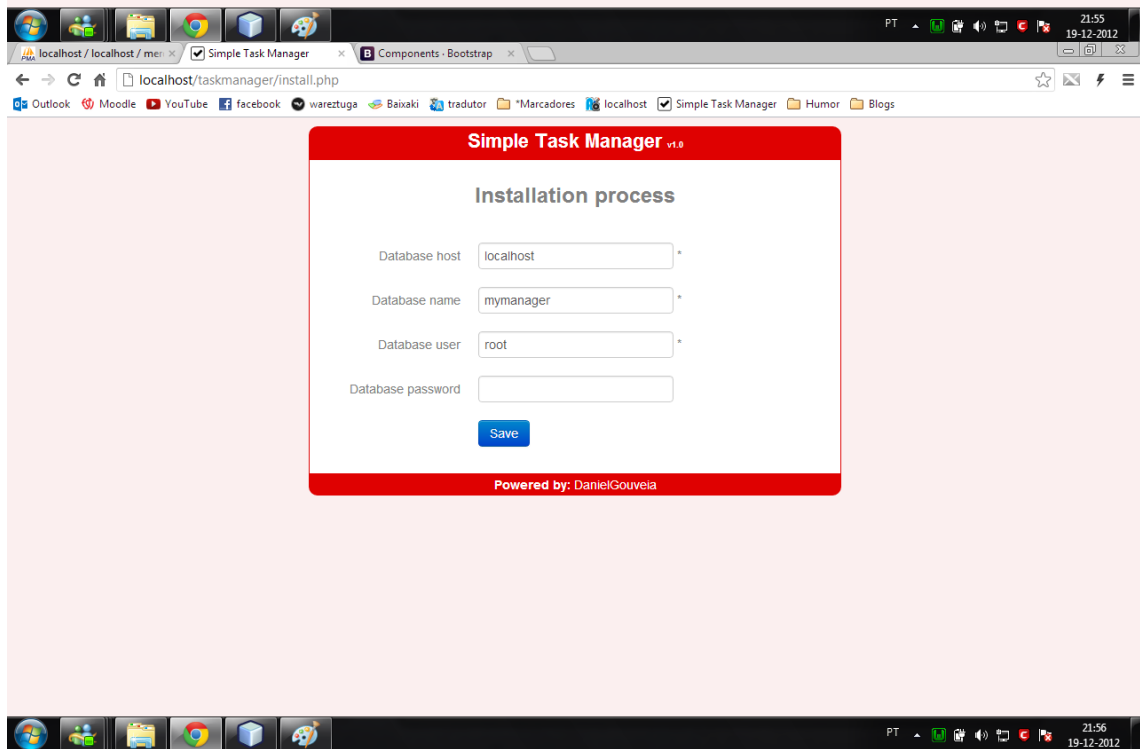 PT 21:55
19-12-2012
localhost / localhost / men Simple Task Manager Components · Bootstrap
localhost/taskmanager/install.php
Outlook Moodle YouTube facebook wareztuga Baixaki tradutor *Marcadores localhost Simple Task Manager Humor Blogs
Simple Task Manager v1.0
Installation process
Database host localhost *
Database name mymanager *
Database user root *
Database password
Save
Powered by: DanielGouveia
PT 21:56
19-12-2012